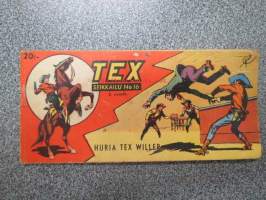 20:-
TEX
SEIKKAILU No 16
HURJA TEX WILLER